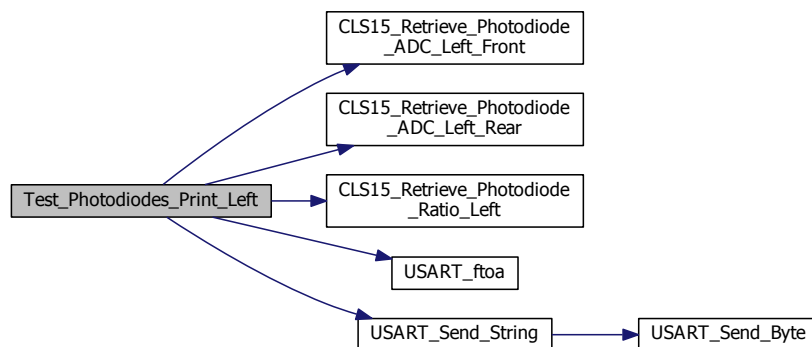 CLS15_Retrieve_Photodiode
_ADC_Left_Front
CLS15_Retrieve_Photodiode
_ADC_Left_Rear
Test_Photodiodes_Print_Left
CLS15_Retrieve_Photodiode
_Ratio_Left
USART_ftoa
USART_Send_String
USART_Send_Byte